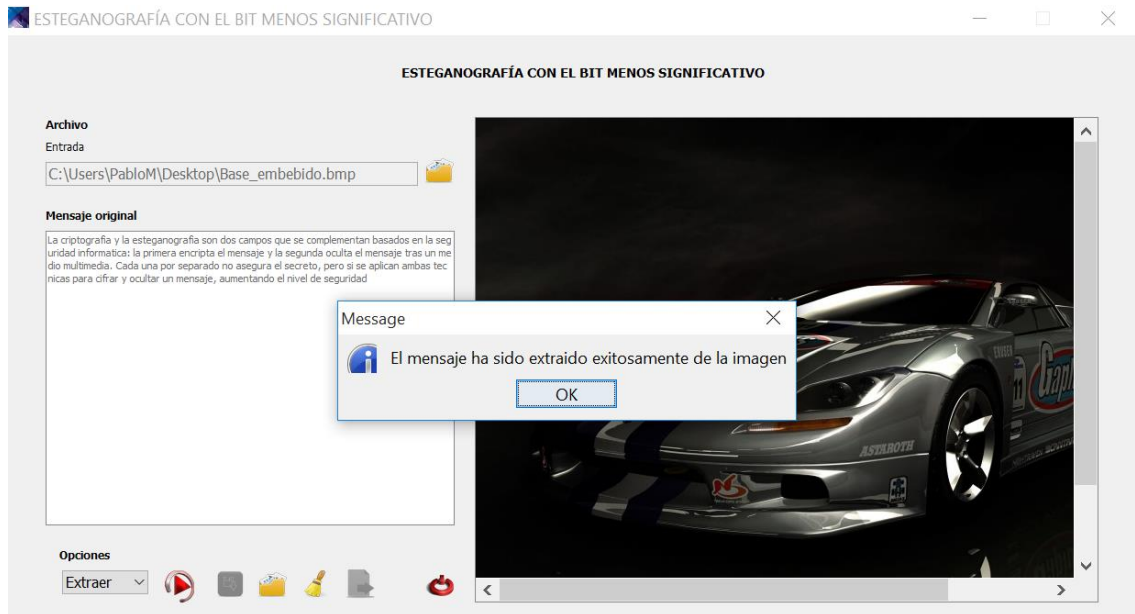 ESTEGANOGRAFÍA CON EL BIT MENOS SIGNIFICATIVO
ESTEGANOGRAFÍA CON EL BIT MENOS SIGNIFICATIVO
Archivo
Entrada
C:\Users\PabloM\Desktop\Base_embebido.bmp
Mensaje original
La criptografia y la esteganografia son dos campos que se complementan basados en la seg
uridad informatica: la primera encripta el mensaje y la segunda oculta el mensaje tras un me
dio multimedia. Cada una por separado no asegura el secreto, pero si se aplican ambas tec
nicas para cifrar y ocultar un mensaje, aumentando el nivel de seguridad
Message
El mensaje ha sido extraido exitosamente de la imagen
OK
11
ASTAROTH
Opciones
Extraer